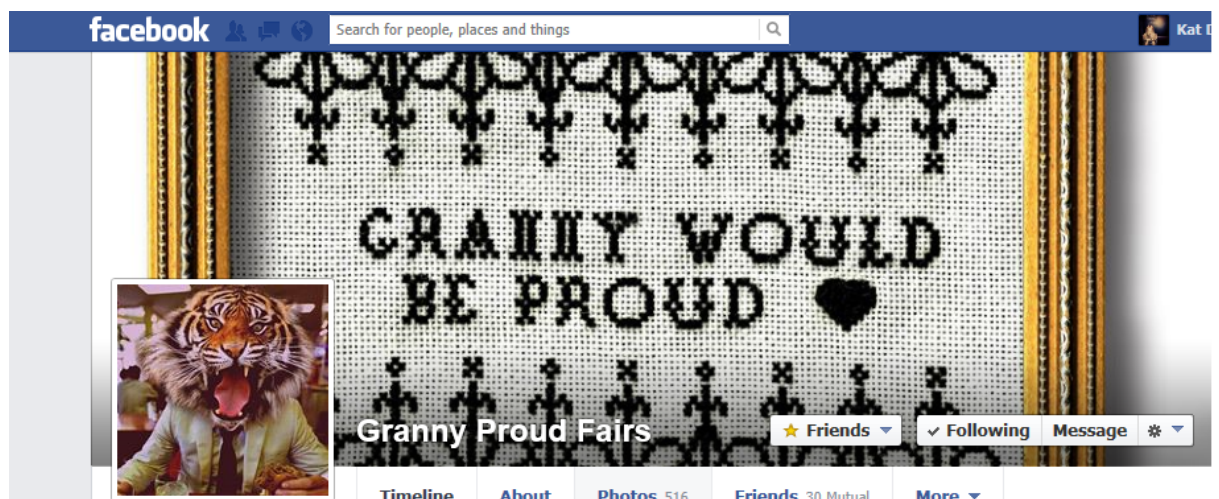 facebook
Search for people, places and things
Kat D
GRANNY WOULD
BE PROUD
Granny Proud Fairs
Friends
Following
Message
Timeline
About
Photos 516
Friends 30 Mutual
More